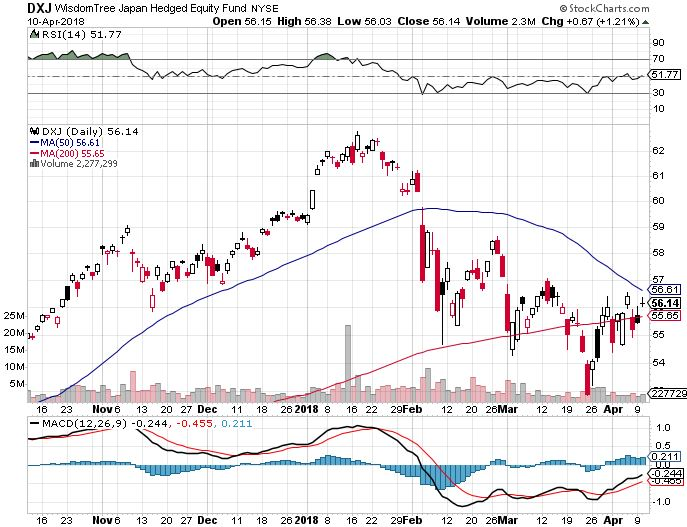 DXJ WisdomTree Japan Hedged Equity Fund NYSE © StockCharts.com
10-Apr-2018 Open 56.15 High 56.38 Low 56.03 Close 56.14 Volume 2.3M Chg +0.67 (+1.21%)
RSI(14) 51.77
90
70
51.77
30
10
DXJ (Daily) 56.14
MA(50) 56.61
MA(200) 55.65
Volume 2,277,299
62
61
60
59
58
57
56.61
56.14
55.65
55
54
25M
20M
15M
10M
5M
2277299
16 23 Nov 6 13 20 27 Dec 11 18 26 2018 8 16 22 29 Feb 12 20 26 Mar 12 19 26 Apr 9
MACD(12,26,9) -0.244, -0.455, 0.211
1.0
0.5
0.211
0.0
-0.244
-0.455
-1.0
16 23 Nov 6 13 20 27 Dec 11 18 26 2018 8 16 22 29 Feb 12 20 26 Mar 12 19 26 Apr 9